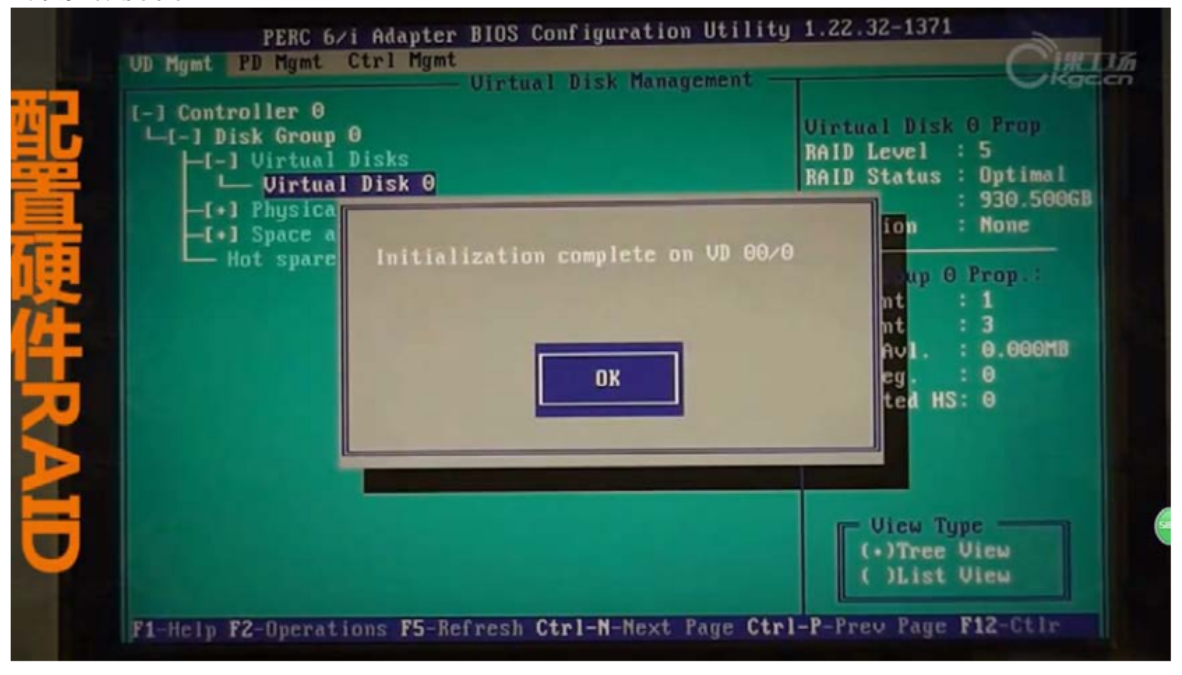 PERC 6/i Adapter BIOS Configuration Utility 1.22.32-1371
VD Mgmt PD Mgmt Ctrl Mgmt
Virtual Disk Management
课工场
kgc.cn
配置硬件RAID
[-] Controller 0
[-] Disk Group 0
[-] Virtual Disks
Virtual Disk 0
[+] Physica
[+] Space a
Hot spare
Virtual Disk 0 Prop
RAID Level : 5
RAID Status : Optimal
: 930.500GB
ion : None
up 0 Prop.:
nt : 1
nt : 3
Avl. : 0.000MB
eg. : 0
ted HS: 0
Initialization complete on VD 00/0
OK
View Type
(•)Tree View
( )List View
F1-Help F2-Operations F5-Refresh Ctrl-N-Next Page Ctrl-P-Prev Page F12-Ctlr